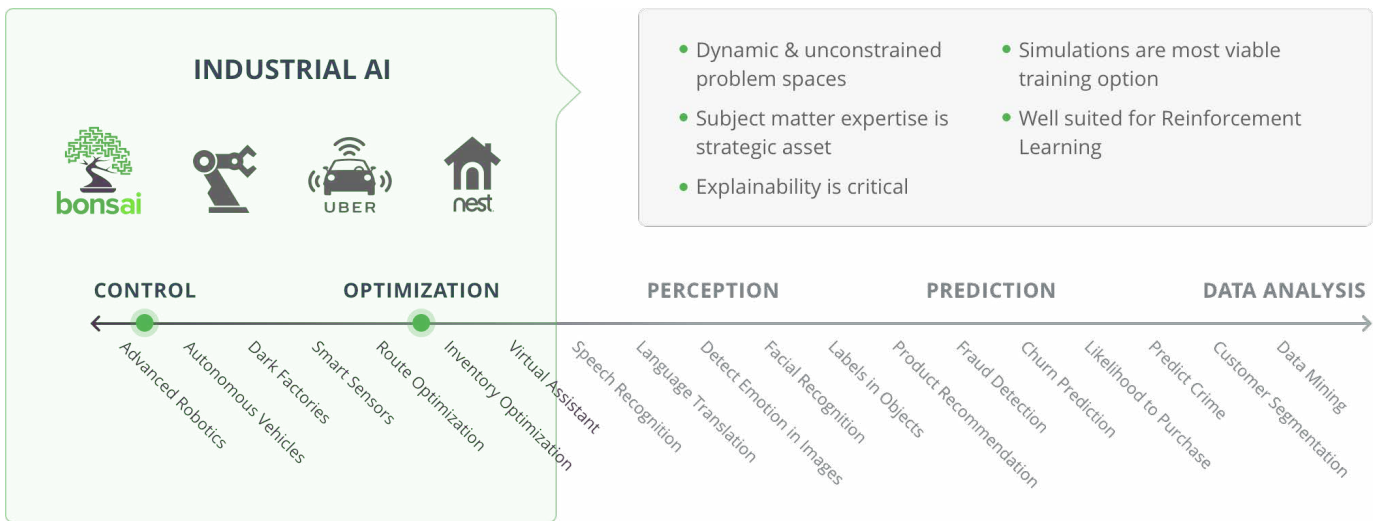 INDUSTRIAL AI
bonsai
UBER
nest
• Dynamic & unconstrained
problem spaces
• Subject matter expertise is
strategic asset
• Explainability is critical
• Simulations are most viable
training option
• Well suited for Reinforcement
Learning
CONTROL
OPTIMIZATION
PERCEPTION
PREDICTION
DATA ANALYSIS
Advanced Robotics
Autonomous Vehicles
Dark Factories
Smart Sensors
Route Optimization
Inventory Optimization
Virtual Assistant
Speech Recognition
Language Translation
Detect Emotion in Images
Facial Recognition
Labels in Objects
Product Recommendation
Fraud Detection
Churn Prediction
Likelihood to Purchase
Predict Crime
Customer Segmentation
Data Mining